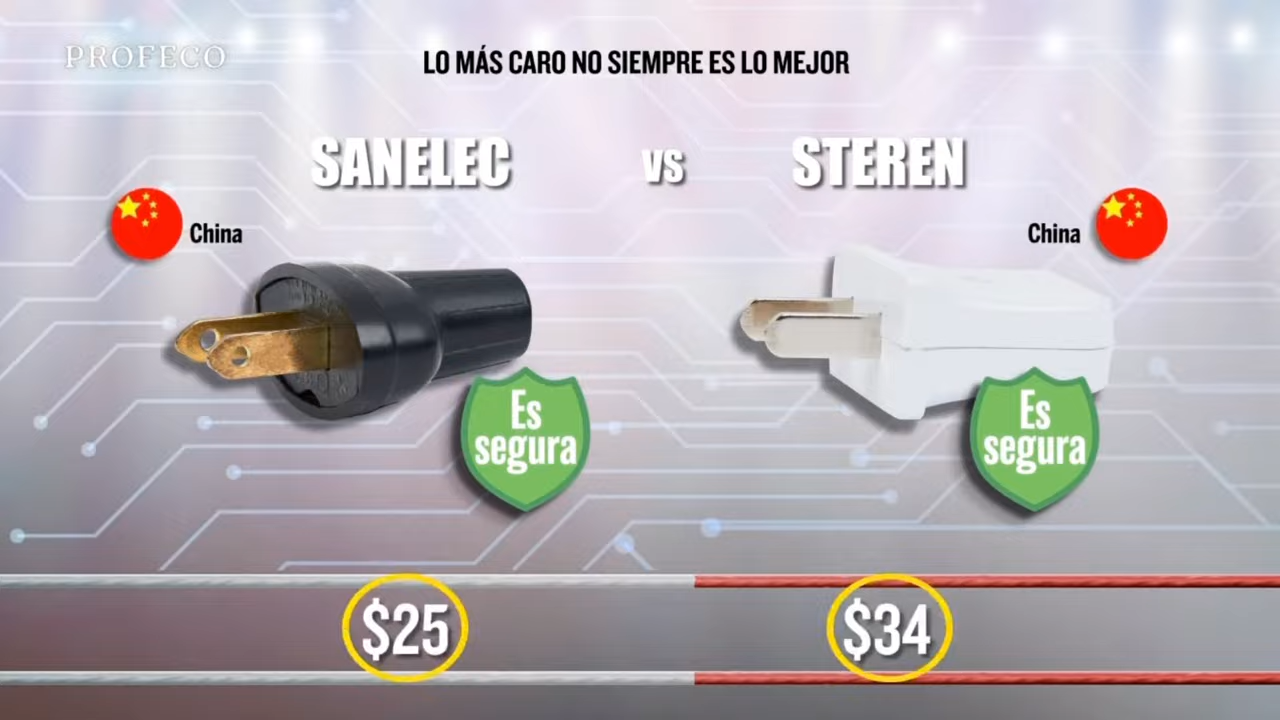 PROFECO
LO MÁS CARO NO SIEMPRE ES LO MEJOR
SANELEC
VS
STEREN
China
China
Es
segura
Es
segura
$25
$34